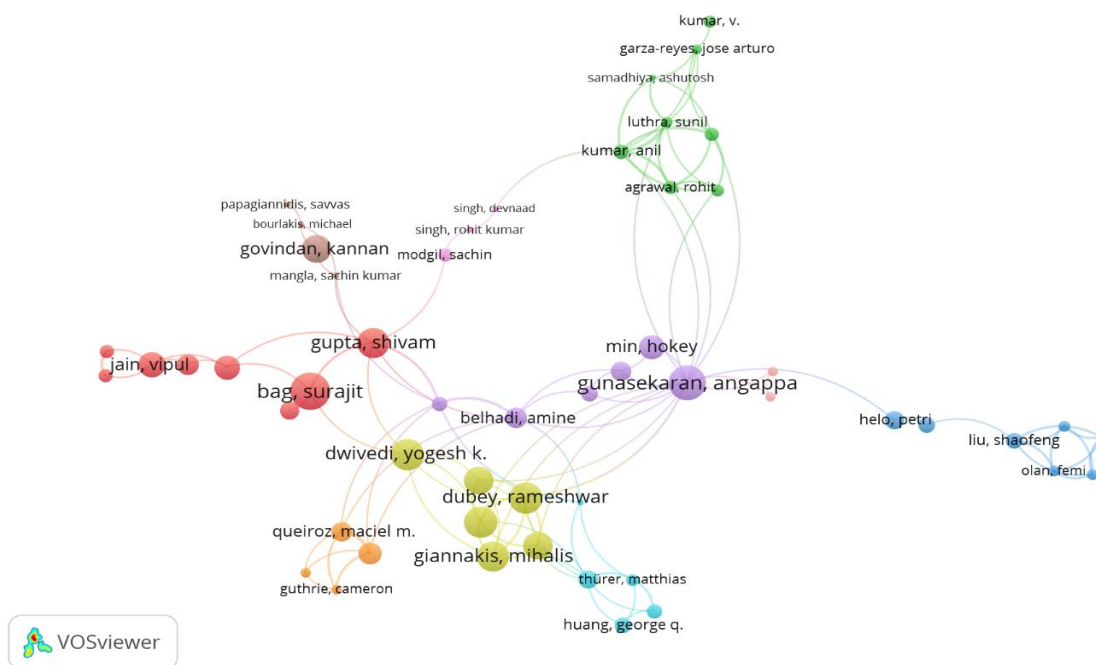 kumar, v.
garza-reyes, jose arturo
samadhiya, ashutosh
luthra, sunil
kumar, anil
agrawal, rohit
papagiannidis, savvas
singh, devnaad
bourlakis, michael
singh, rohit kumar
govindan, kannan
modgil, sachin
mangla, sachin kumar
gupta, shivam
min, hokey
jain, vipul
gunasekaran, angappa
bag, surajit
belhadi, amine
helo, petri
liu, shaofeng
dwivedi, yogesh k.
olan, femi
dubey, rameshwar
queiroz, maciel m.
giannakis, mihalis
thürer, matthias
guthrie, cameron
huang, george q.
VOSviewer